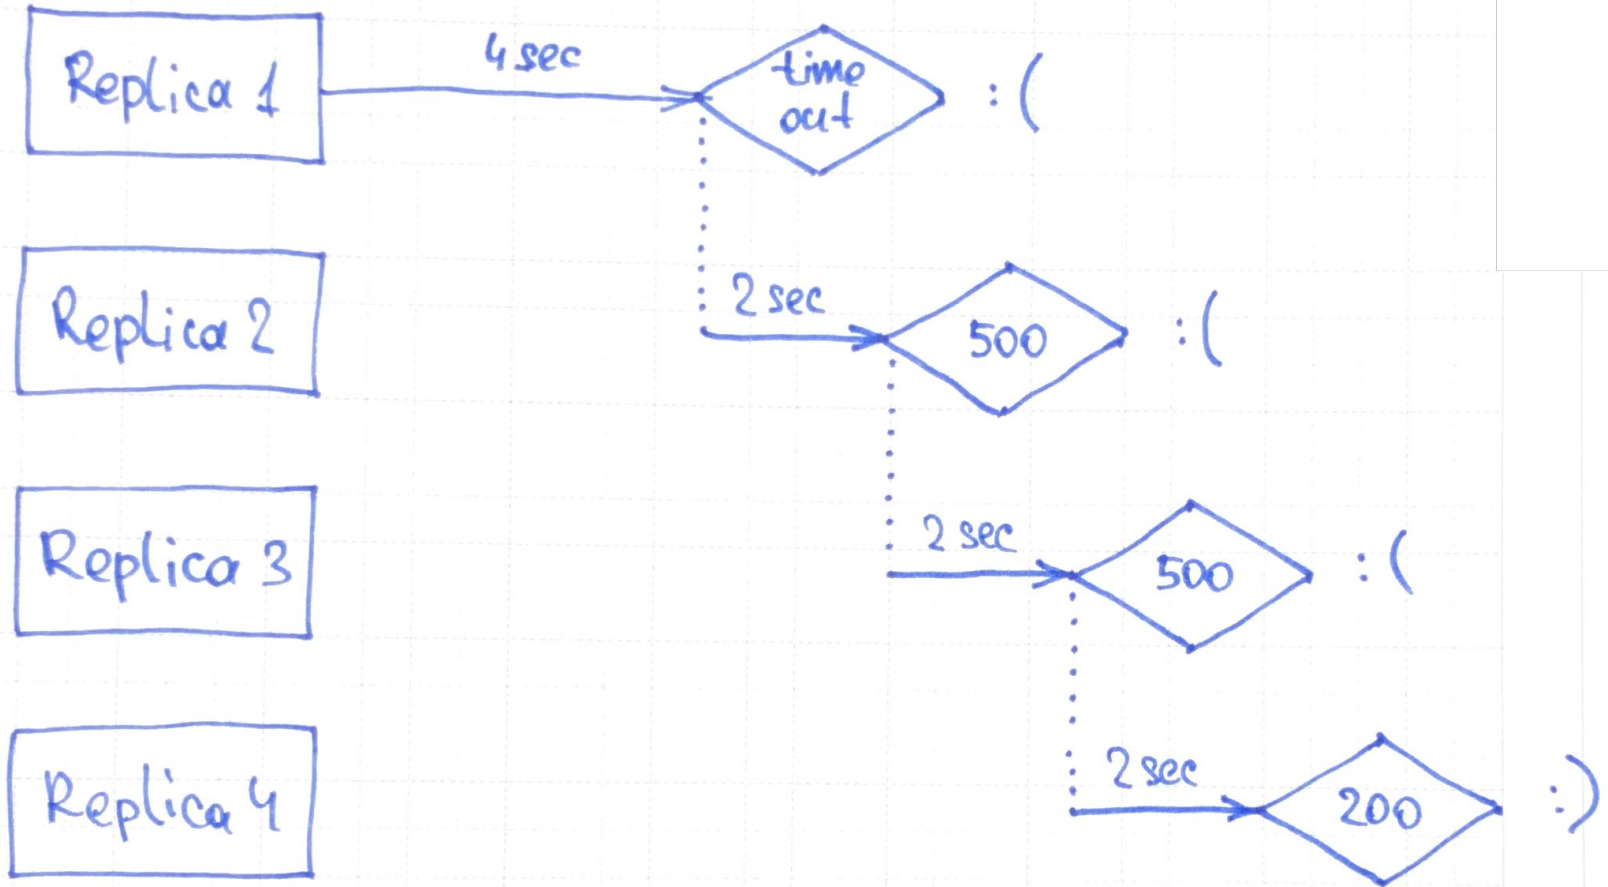 Replica 1
4 sec
time
out
:(
Replica 2
2 sec
500
:(
Replica 3
2 sec
500
:(
Replica 4
2 sec
200
:)